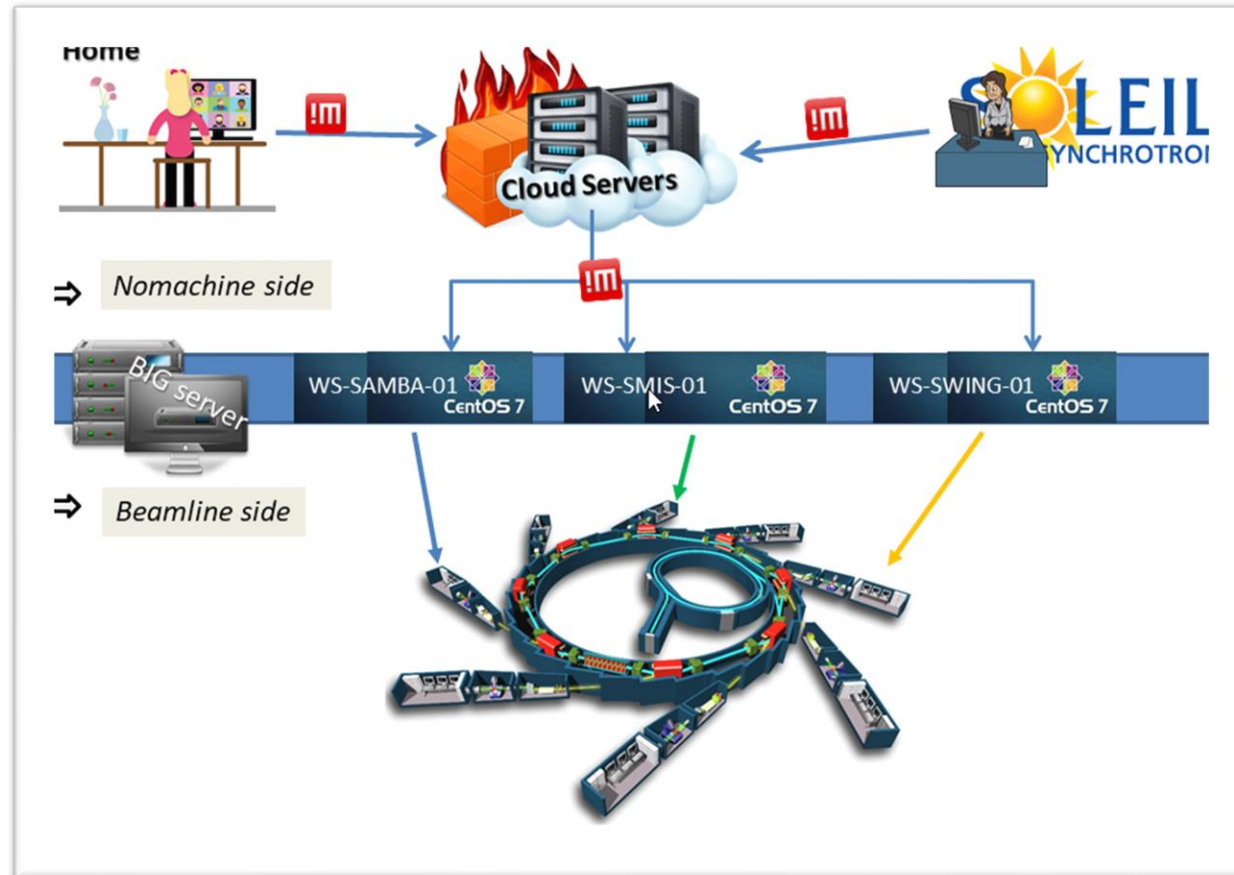 Home
!M
!M
SOLEIL
SYNCHROTRON
Cloud Servers
!M
⇒ Nomachine side
BIG server
WS-SAMBA-01
CentOS 7
WS-SMIS-01
CentOS 7
WS-SWING-01
CentOS 7
⇒ Beamline side